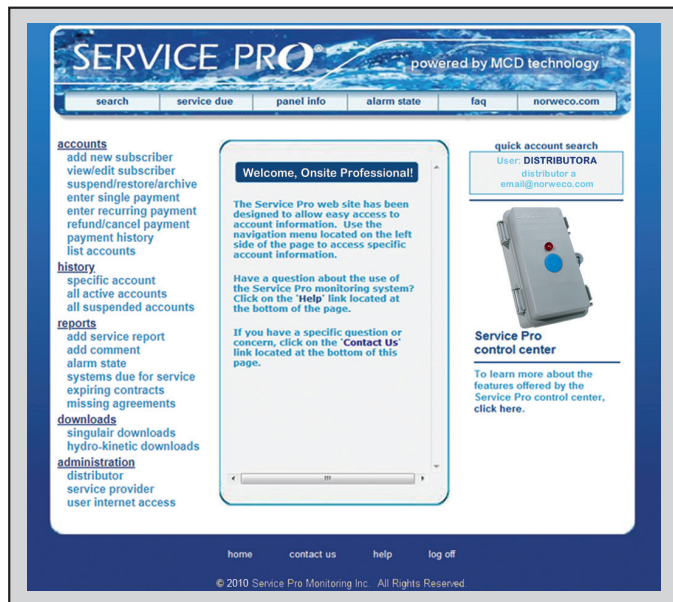 SERVICE PRO®
powered by MCD technology
search
service due
panel info
alarm state
faq
norweco.com
accounts
add new subscriber
view/edit subscriber
suspend/restore/archive
enter single payment
enter recurring payment
refund/cancel payment
payment history
list accounts
history
specific account
all active accounts
all suspended accounts
reports
add service report
add comment
alarm state
systems due for service
expiring contracts
missing agreements
downloads
singulair downloads
hydro-kinetic downloads
administration
distributor
service provider
user internet access
Welcome, Onsite Professional!
The Service Pro web site has been
designed to allow easy access to
account information. Use the
navigation menu located on the left
side of the page to access specific
account information.
Have a question about the use of
the Service Pro monitoring system?
Click on the 'Help' link located at
the bottom of the page.
If you have a specific question or
concern, click on the 'Contact Us'
link located at the bottom of this
page.
quick account search
User: DISTRIBUTORA
distributor a
email@norweco.com
Service Pro
control center
To learn more about the
features offered by the
Service Pro control center,
click here.
home
contact us
help
log off
© 2010 Service Pro Monitoring Inc. All Rights Reserved.